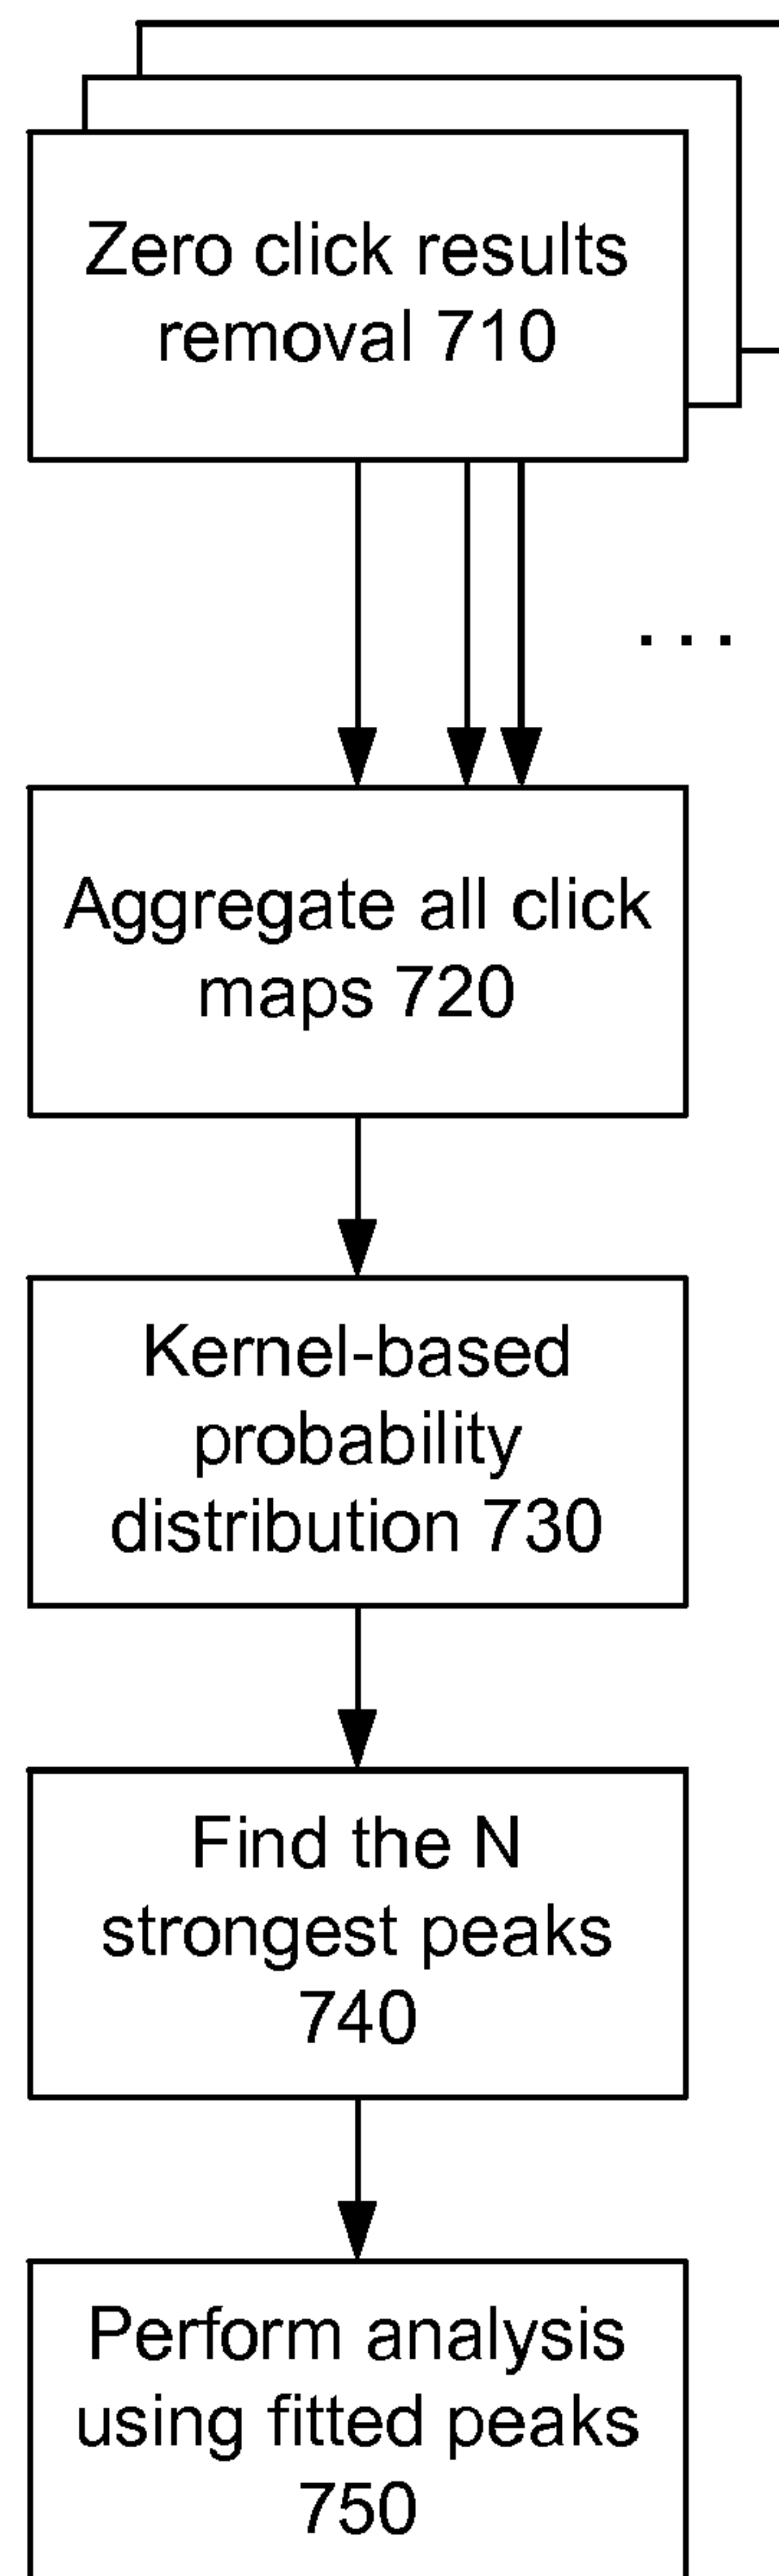 Zero click results
removal 710
. . .
Aggregate all click
maps 720
Kernel-based
probability
distribution 730
Find the N
strongest peaks
740
Perform analysis
using fitted peaks
750